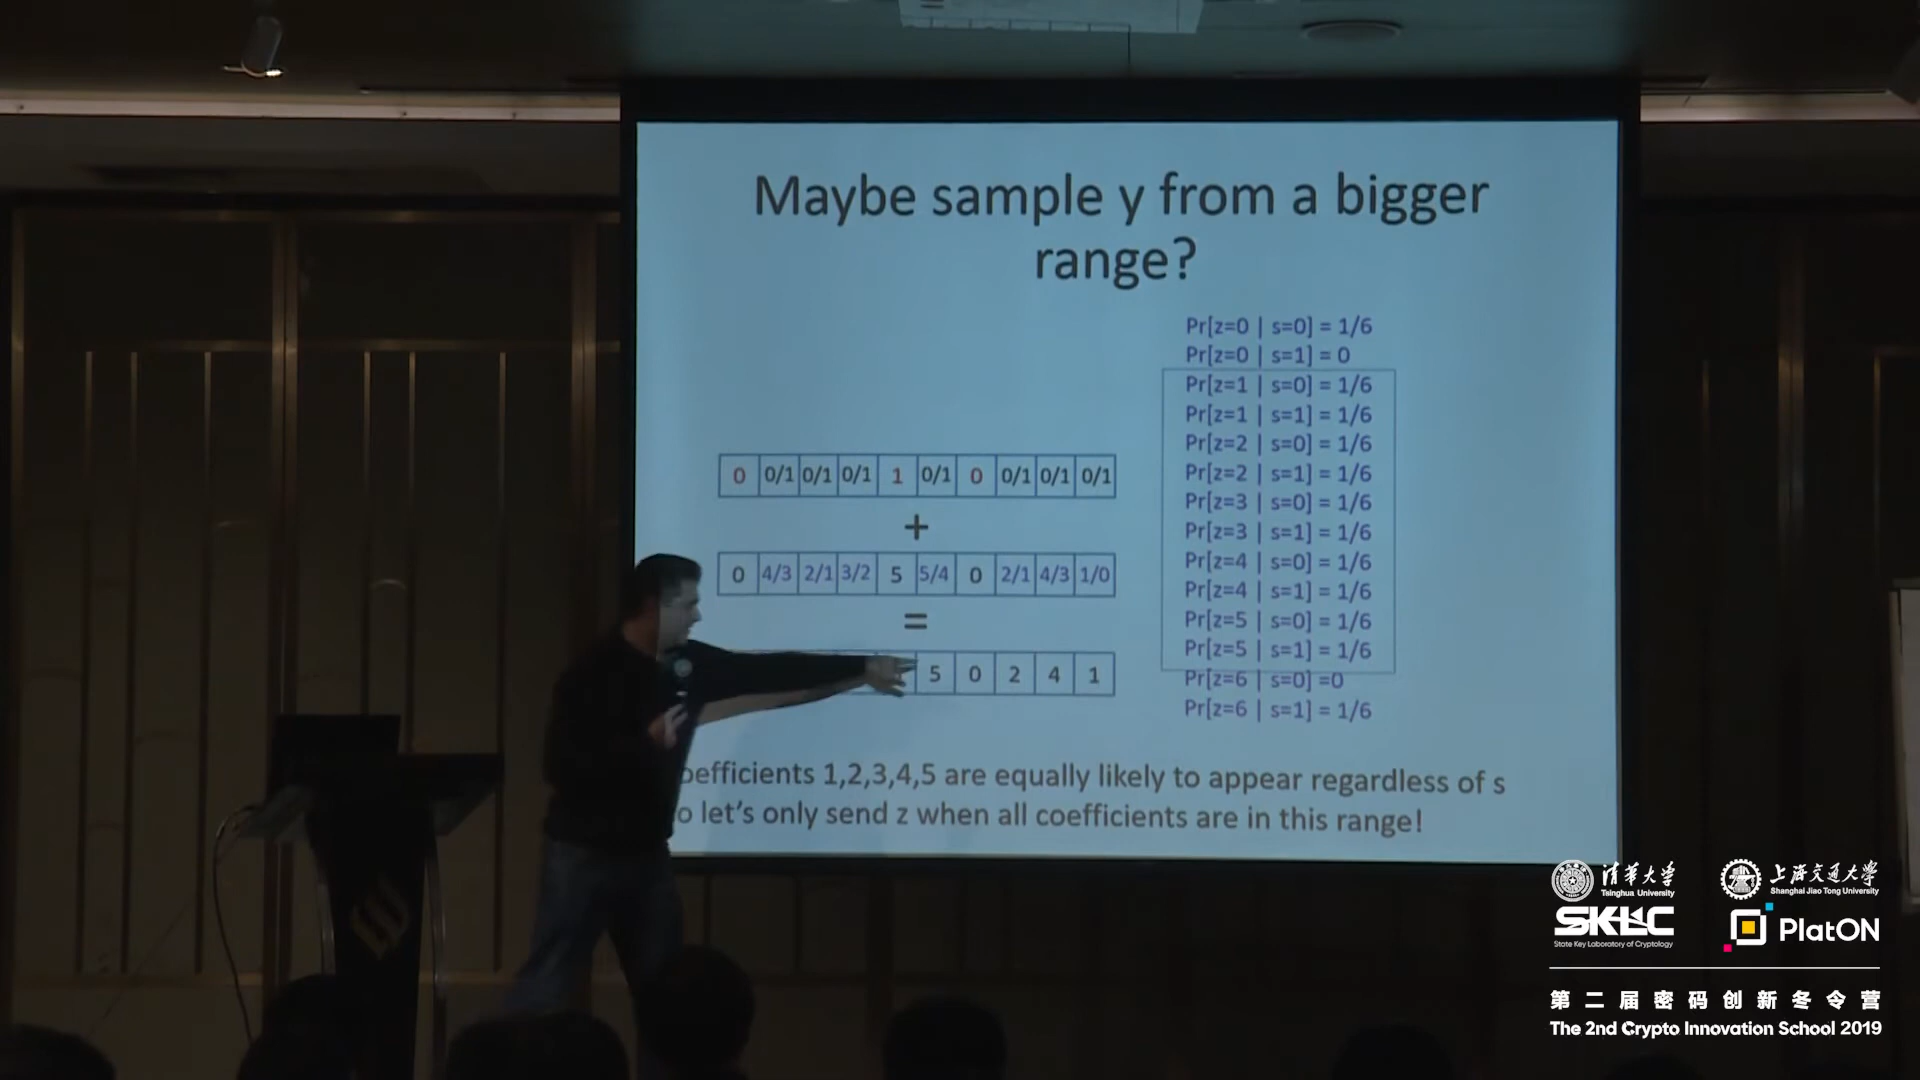 Maybe sample y from a bigger
range?
Pr[z=0 | s=0] = 1/6
Pr[z=0 | s=1] = 0
Pr[z=1 | s=0] = 1/6
Pr[z=1 | s=1] = 1/6
Pr[z=2 | s=0] = 1/6
Pr[z=2 | s=1] = 1/6
Pr[z=3 | s=0] = 1/6
Pr[z=3 | s=1] = 1/6
Pr[z=4 | s=0] = 1/6
Pr[z=4 | s=1] = 1/6
Pr[z=5 | s=0] = 1/6
Pr[z=5 | s=1] = 1/6
Pr[z=6 | s=0] =0
Pr[z=6 | s=1] = 1/6
0 0/1 0/1 0/1 1 0/1 0 0/1 0/1 0/1
+
0 4/3 2/1 3/2 5 5/4 0 2/1 4/3 1/0
=
5 0 2 4 1
oefficients 1,2,3,4,5 are equally likely to appear regardless of s
o let's only send z when all coefficients are in this range!
清华大学
Tsinghua University
上海交通大学
Shanghai Jiao Tong University
SKLC
State Key Laboratory of Cryptology
PlatON
第二届密码创新冬令营
The 2nd Crypto Innovation School 2019